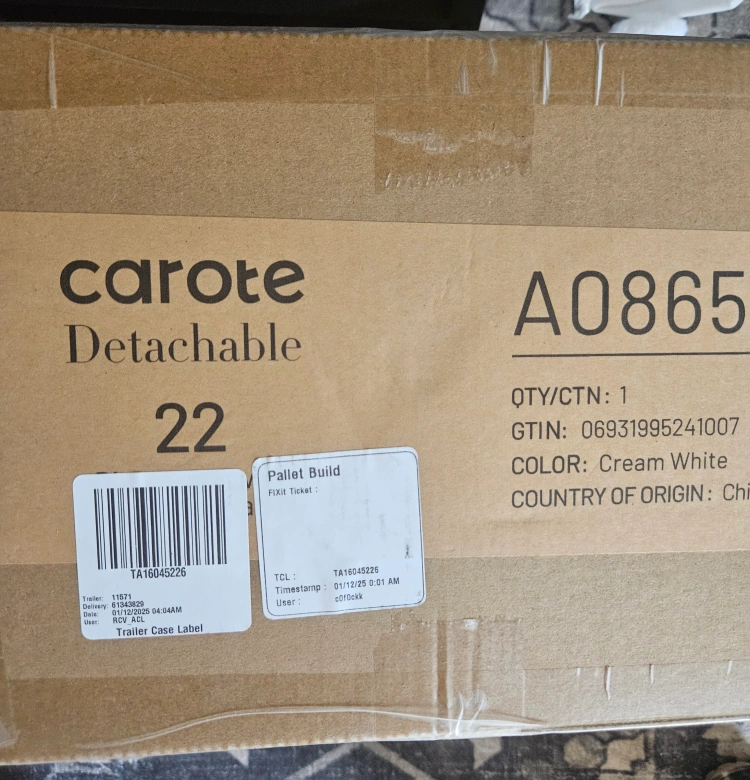 carote
Detachable
22
A0865
QTY/CTN: 1
GTIN: 06931995241007
COLOR: Cream White
COUNTRY OF ORIGIN: Chi
TA16045226
Trailer: 11571
Delivery: 61343829
Date: 01/12/2025 04:04AM
User: RCV_ACL
Trailer Case Label
Pallet Build
FIXit Ticket :
TCL : TA16045226
Timestamp : 01/12/25 0:01 AM
User : c0f0ckk